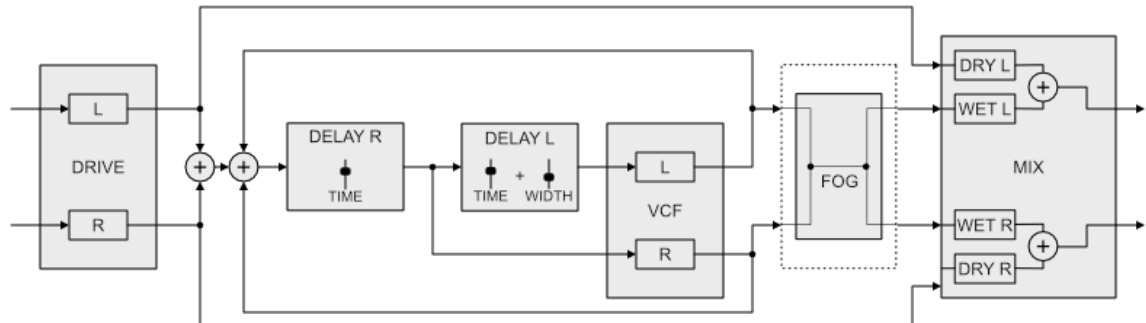 L
DRIVE
R
+
+
DELAY R
TIME
DELAY L
TIME + WIDTH
L
VCF
R
FOG
DRY L
WET L
+
MIX
WET R
DRY R
+